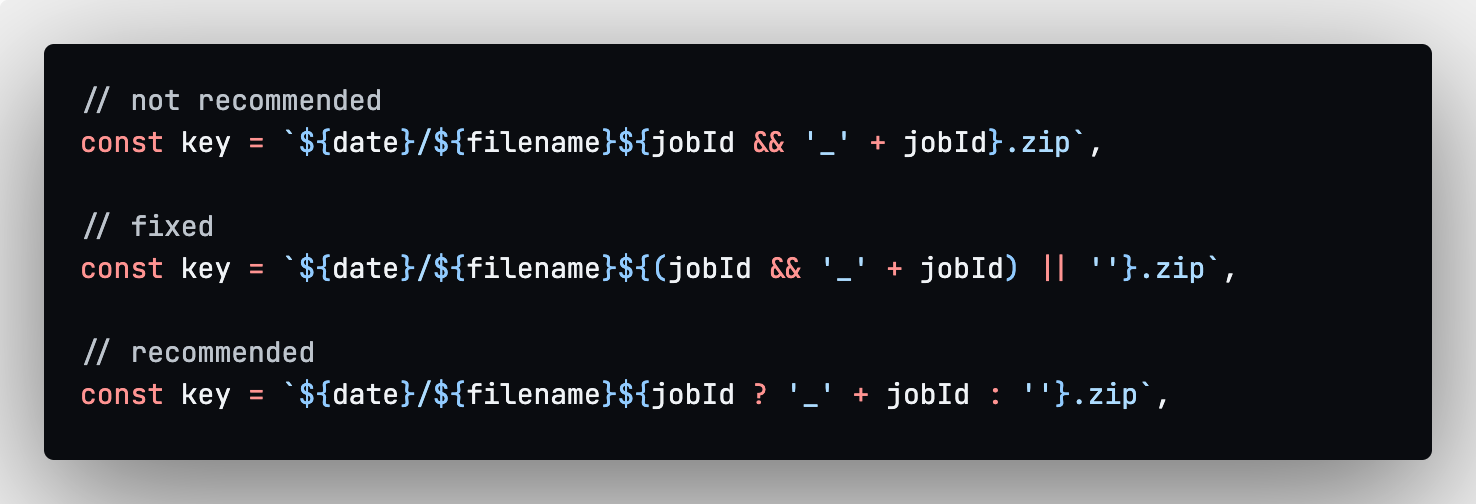 // not recommended
const key = `${date}/${filename}${jobId && '_' + jobId}.zip`,
// fixed
const key = `${date}/${filename}${(jobId && '_' + jobId) || ''}.zip`,
// recommended
const key = `${date}/${filename}${jobId ? '_' + jobId : ''}.zip`,